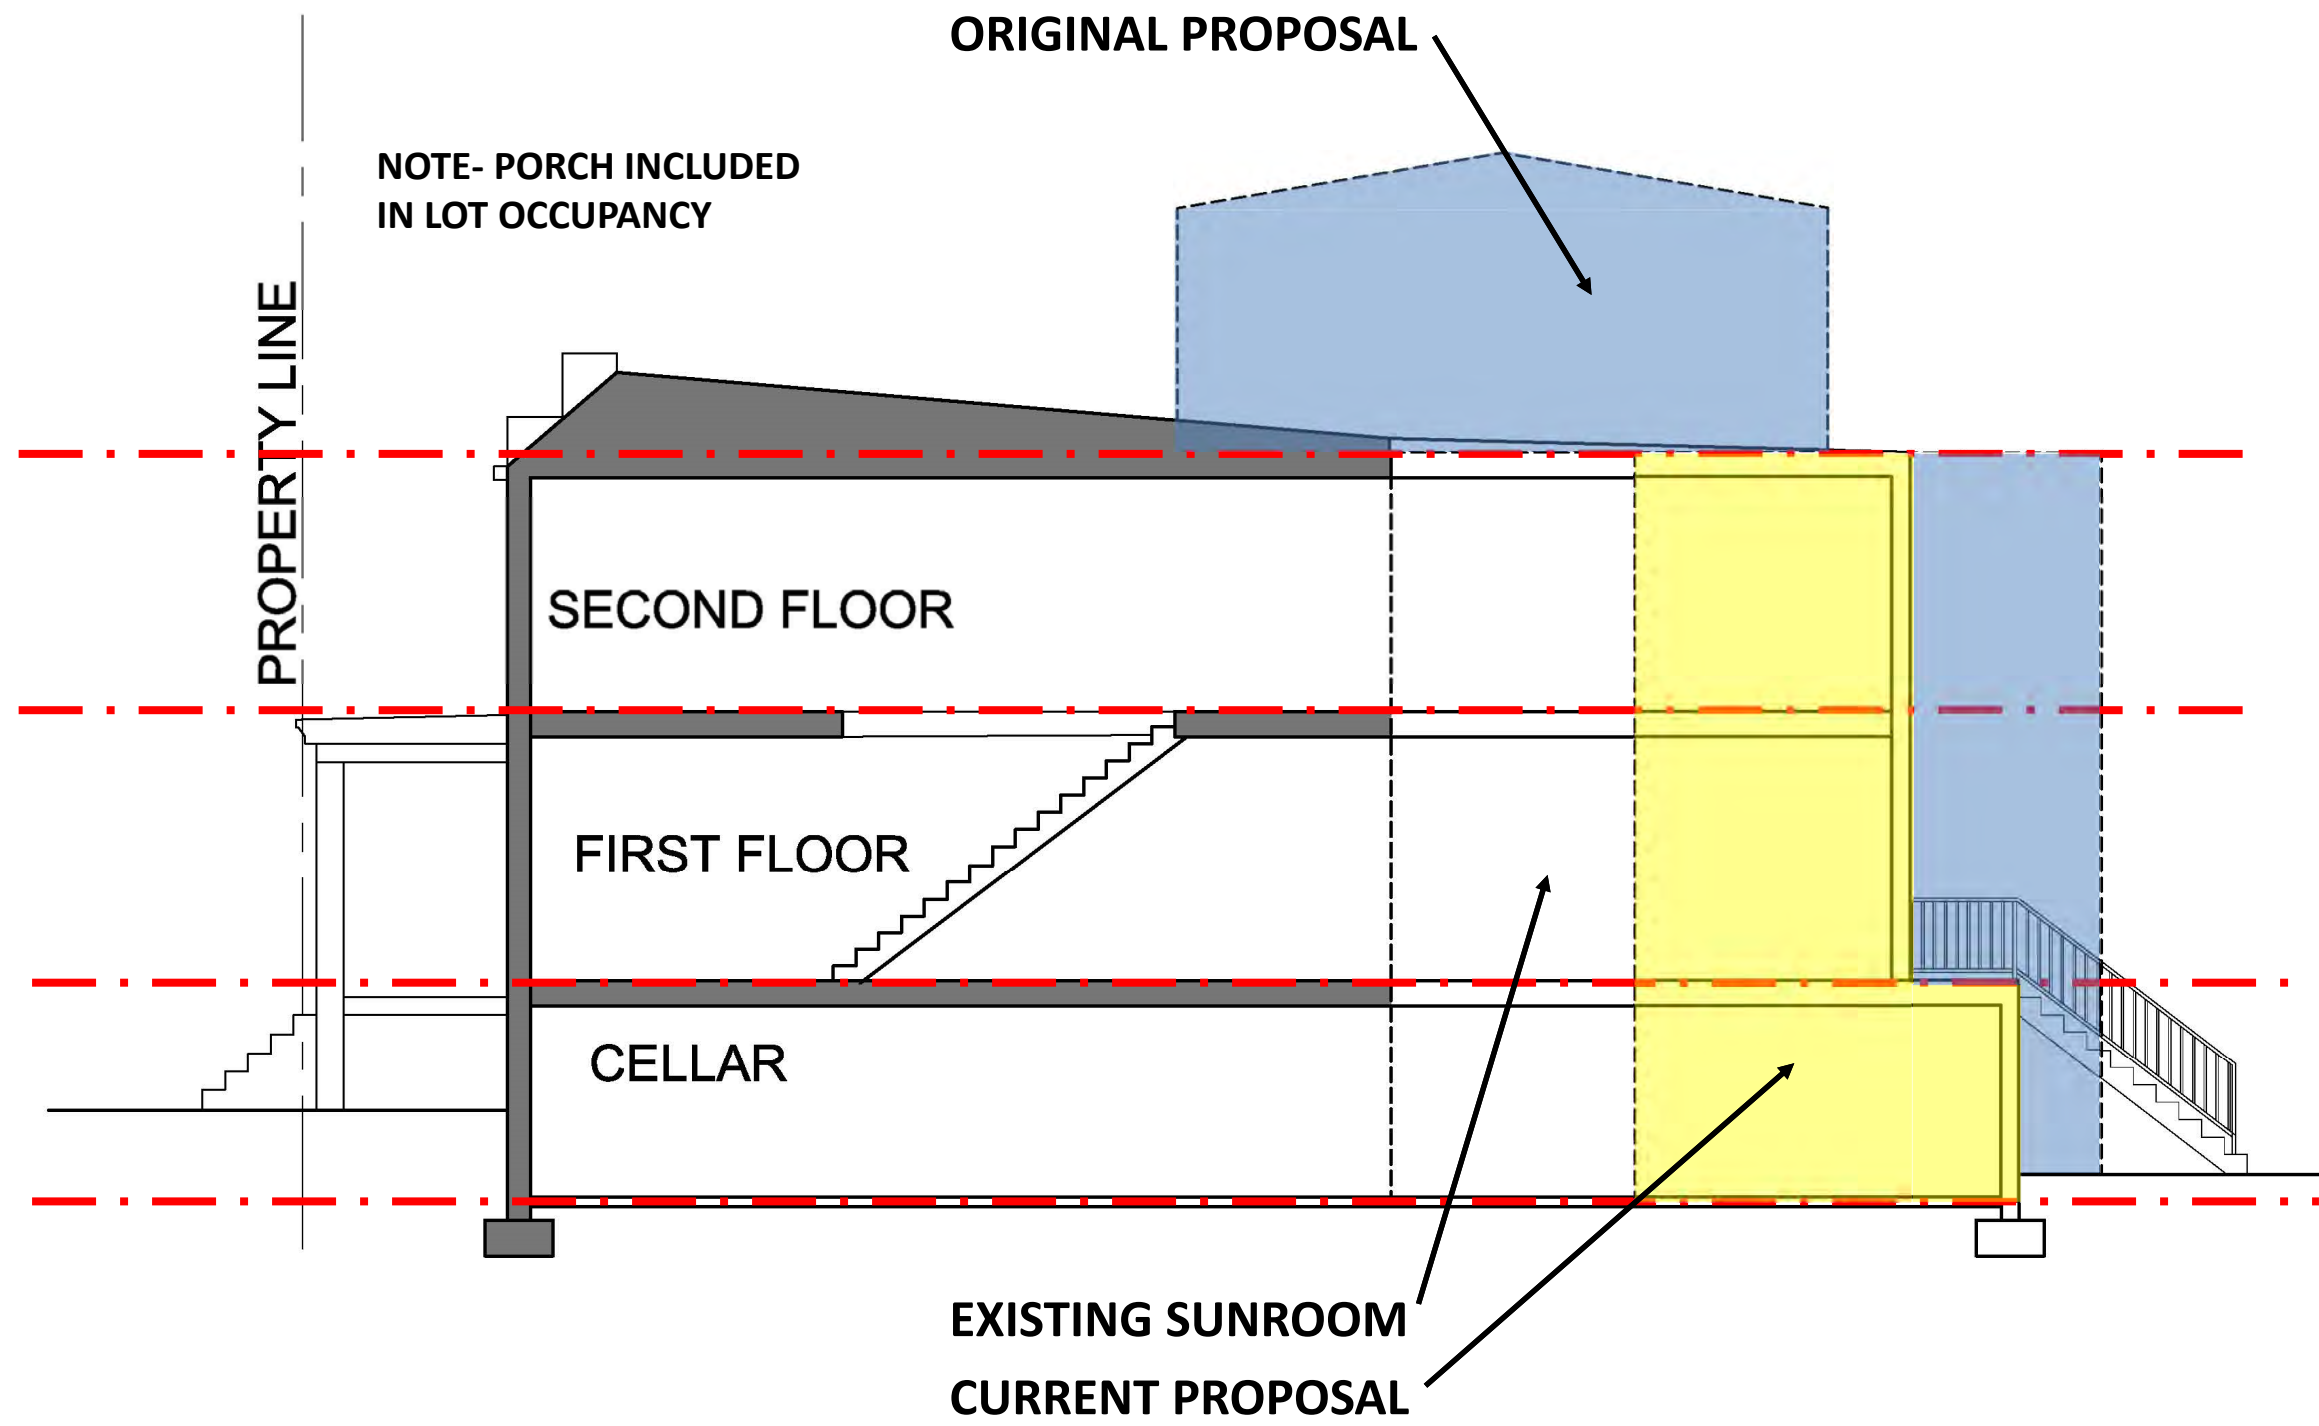 ORIGINAL PROPOSAL
NOTE- PORCH INCLUDED
IN LOT OCCUPANCY
PROPERTY LINE
SECOND FLOOR
FIRST FLOOR
CELLAR
EXISTING SUNROOM
CURRENT PROPOSAL